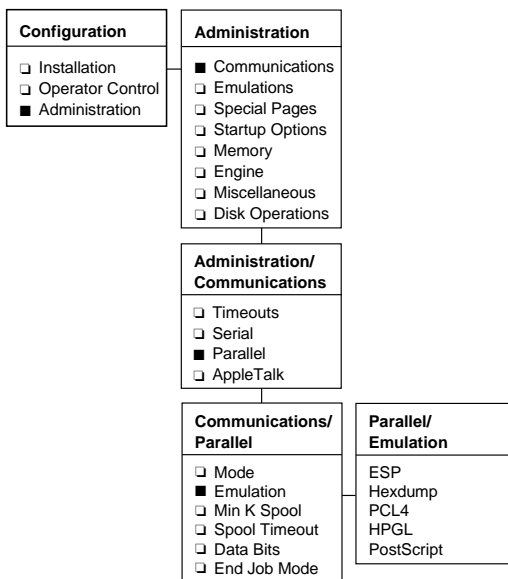 Configuration
Installation
Operator Control
Administration
Administration
Communications
Emulations
Special Pages
Startup Options
Memory
Engine
Miscellaneous
Disk Operations
Administration/
Communications
Timeouts
Serial
Parallel
AppleTalk
Communications/
Parallel
Mode
Emulation
Min K Spool
Spool Timeout
Data Bits
End Job Mode
Parallel/
Emulation
ESP
Hexdump
PCL4
HPGL
PostScript